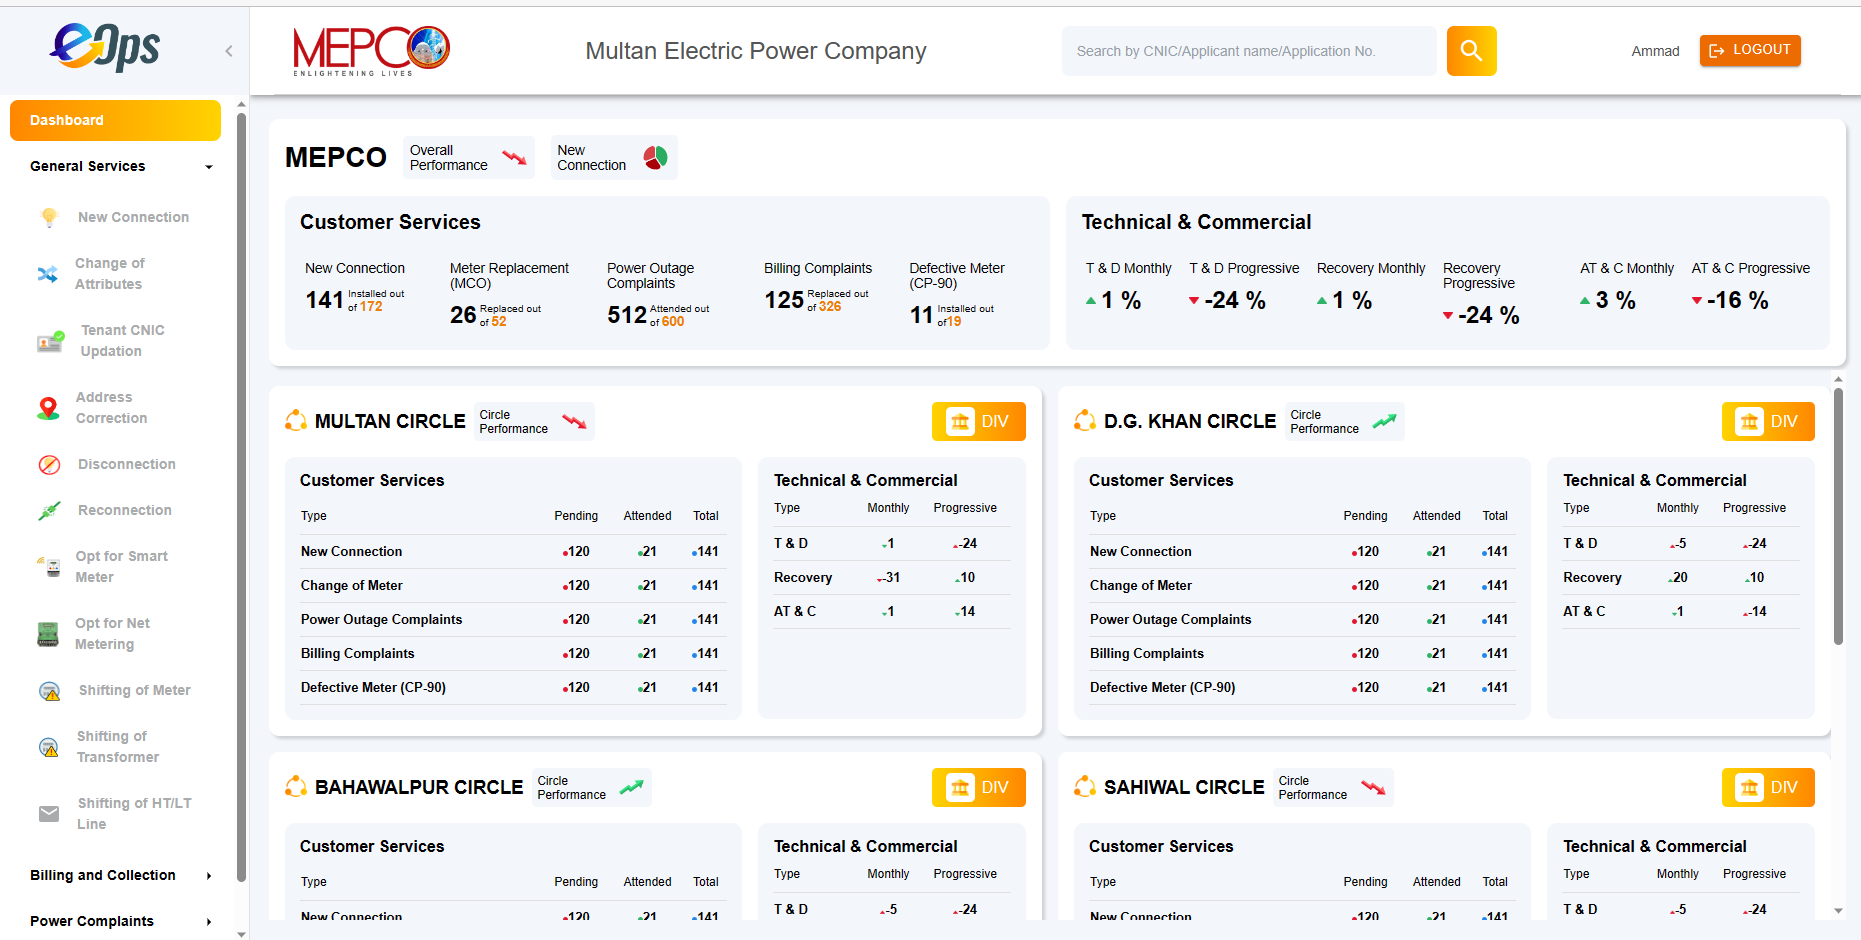 eOps
MEPCO
ENLIGHTENING LIVES
Multan Electric Power Company
Search by CNIC/Applicant name/Application No.
Ammad
LOGOUT
Dashboard
General Services
New Connection
Change of
Attributes
Tenant CNIC
Updation
Address
Correction
Disconnection
Reconnection
Opt for Smart
Meter
Opt for Net
Metering
Shifting of Meter
Shifting of
Transformer
Shifting of HT/LT
Line
Billing and Collection
Power Complaints
MEPCO
Overall
Performance
New
Connection
Customer Services
New Connection
141 Installed out
of 172
Meter Replacement
(MCO)
26 Replaced out
of 52
Power Outage
Complaints
512 Attended out
of 600
Billing Complaints
125 Replaced out
of 326
Defective Meter
(CP-90)
11 Installed out
of19
Technical & Commercial
T & D Monthly
1 %
T & D Progressive
-24 %
Recovery Monthly
1 %
Recovery
Progressive
-24 %
AT & C Monthly
3 %
AT & C Progressive
-16 %
MULTAN CIRCLE
Circle
Performance
DIV
Customer Services
Type Pending Attended Total
New Connection 120 21 141
Change of Meter 120 21 141
Power Outage Complaints 120 21 141
Billing Complaints 120 21 141
Defective Meter (CP-90) 120 21 141
Technical & Commercial
Type Monthly Progressive
T & D 1 -24
Recovery -31 10
AT & C 1 14
D.G. KHAN CIRCLE
Circle
Performance
DIV
Customer Services
Type Pending Attended Total
New Connection 120 21 141
Change of Meter 120 21 141
Power Outage Complaints 120 21 141
Billing Complaints 120 21 141
Defective Meter (CP-90) 120 21 141
Technical & Commercial
Type Monthly Progressive
T & D -5 -24
Recovery 20 10
AT & C 1 -14
BAHAWALPUR CIRCLE
Circle
Performance
DIV
Customer Services
Type Pending Attended Total
New Connection 120 21 141
Technical & Commercial
Type Monthly Progressive
T & D -5 -24
SAHIWAL CIRCLE
Circle
Performance
DIV
Customer Services
Type Pending Attended Total
New Connection 120 21 141
Technical & Commercial
Type Monthly Progressive
T & D -5 -24